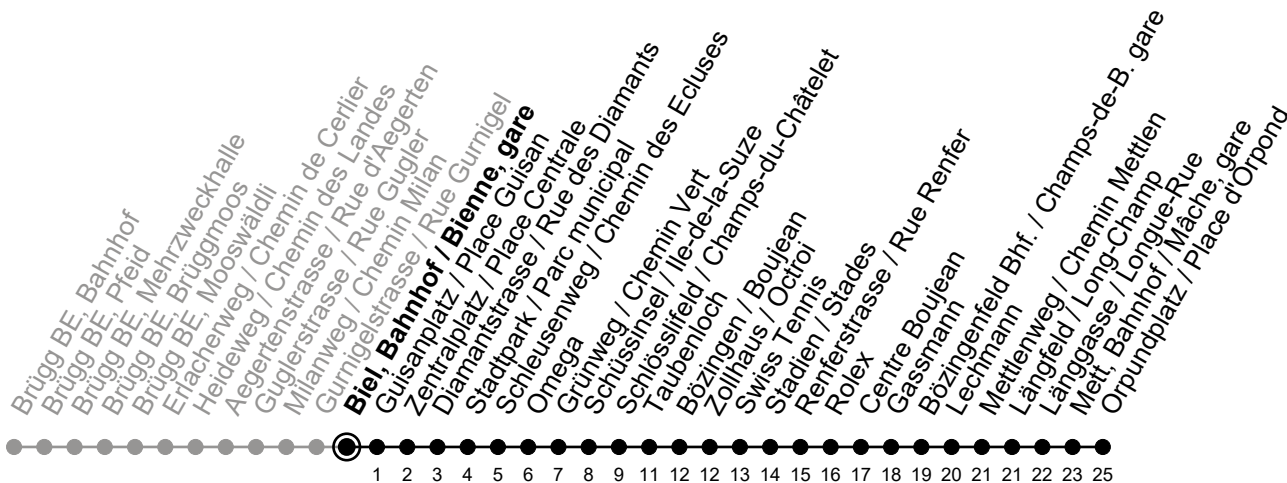 Brügg BE, Bahnhof
Brügg BE, Pfeid
Brügg BE, Mehrzweckhalle
Brügg BE, Brüggmoos
Brügg BE, Mooswäldi
Erlacherweg / Chemin de Cerlier
Heideweg / Chemin des Landes
Aegertenstrasse / Rue d'Aegerten
Guglerstrasse / Rue Gugler
Milanweg / Chemin Milan
Gurnigelstrasse / Rue Gurnigel
Biel, Bahnhof / Bienne, gare
Guisanplatz / Place Guisan
Zentralplatz / Place Centrale
Diamantstrasse / Rue des Diamants
Stadtpark / Parc municipal
Schleusenweg / Chemin des Ecluses
Omega
Grünweg / Chemin Vert
Schüssinsel / Ile-de-la-Suze
Schlösslifeld / Champs-du-Châtelet
Taubenloch
Bözingen / Boujean
Zollhaus / Octroi
Swiss Tennis
Stadien / Stades
Renferstrasse / Rue Renfer
Rolex
Centre Boujean
Gassmann
Bözingenfeld Bhf. / Champs-de-B. gare
Lechmann
Mettlenweg / Chemin Mettlen
Längfeld / Long-Champ
Länggasse / Longue-Rue
Mett, Bahnhof / Mâche, gare
Orpundplatz / Place d'Orpond
1 2 3 4 5 6 7 8 9 11 12 12 13 14 15 16 17 18 19 20 21 21 22 23 25